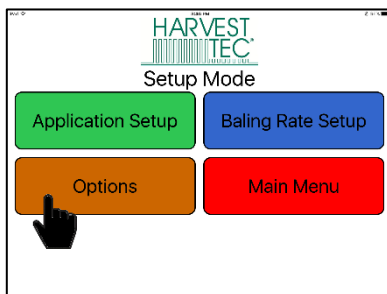 HARVEST
TEC
Setup Mode
Application Setup
Baling Rate Setup
Options
Main Menu